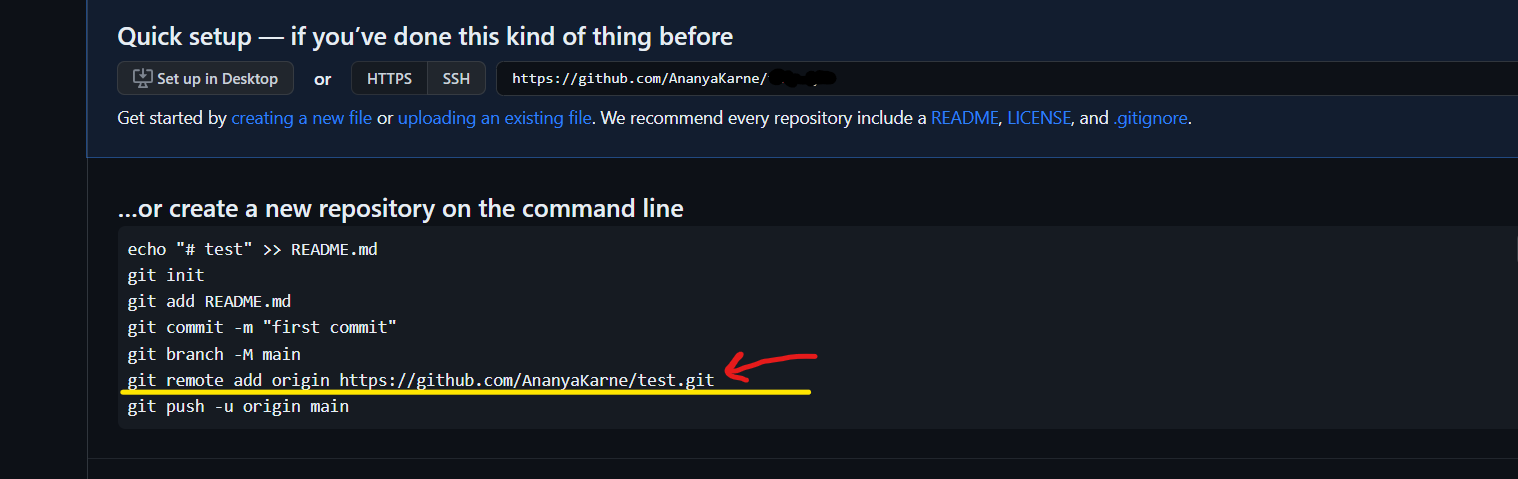 Quick setup — if you’ve done this kind of thing before
Set up in Desktop or HTTPS SSH https://github.com/AnanyaKarne/
Get started by creating a new file or uploading an existing file. We recommend every repository include a README, LICENSE, and .gitignore.
...or create a new repository on the command line
echo "# test" >> README.md
git init
git add README.md
git commit -m "first commit"
git branch -M main
git remote add origin https://github.com/AnanyaKarne/test.git
git push -u origin main